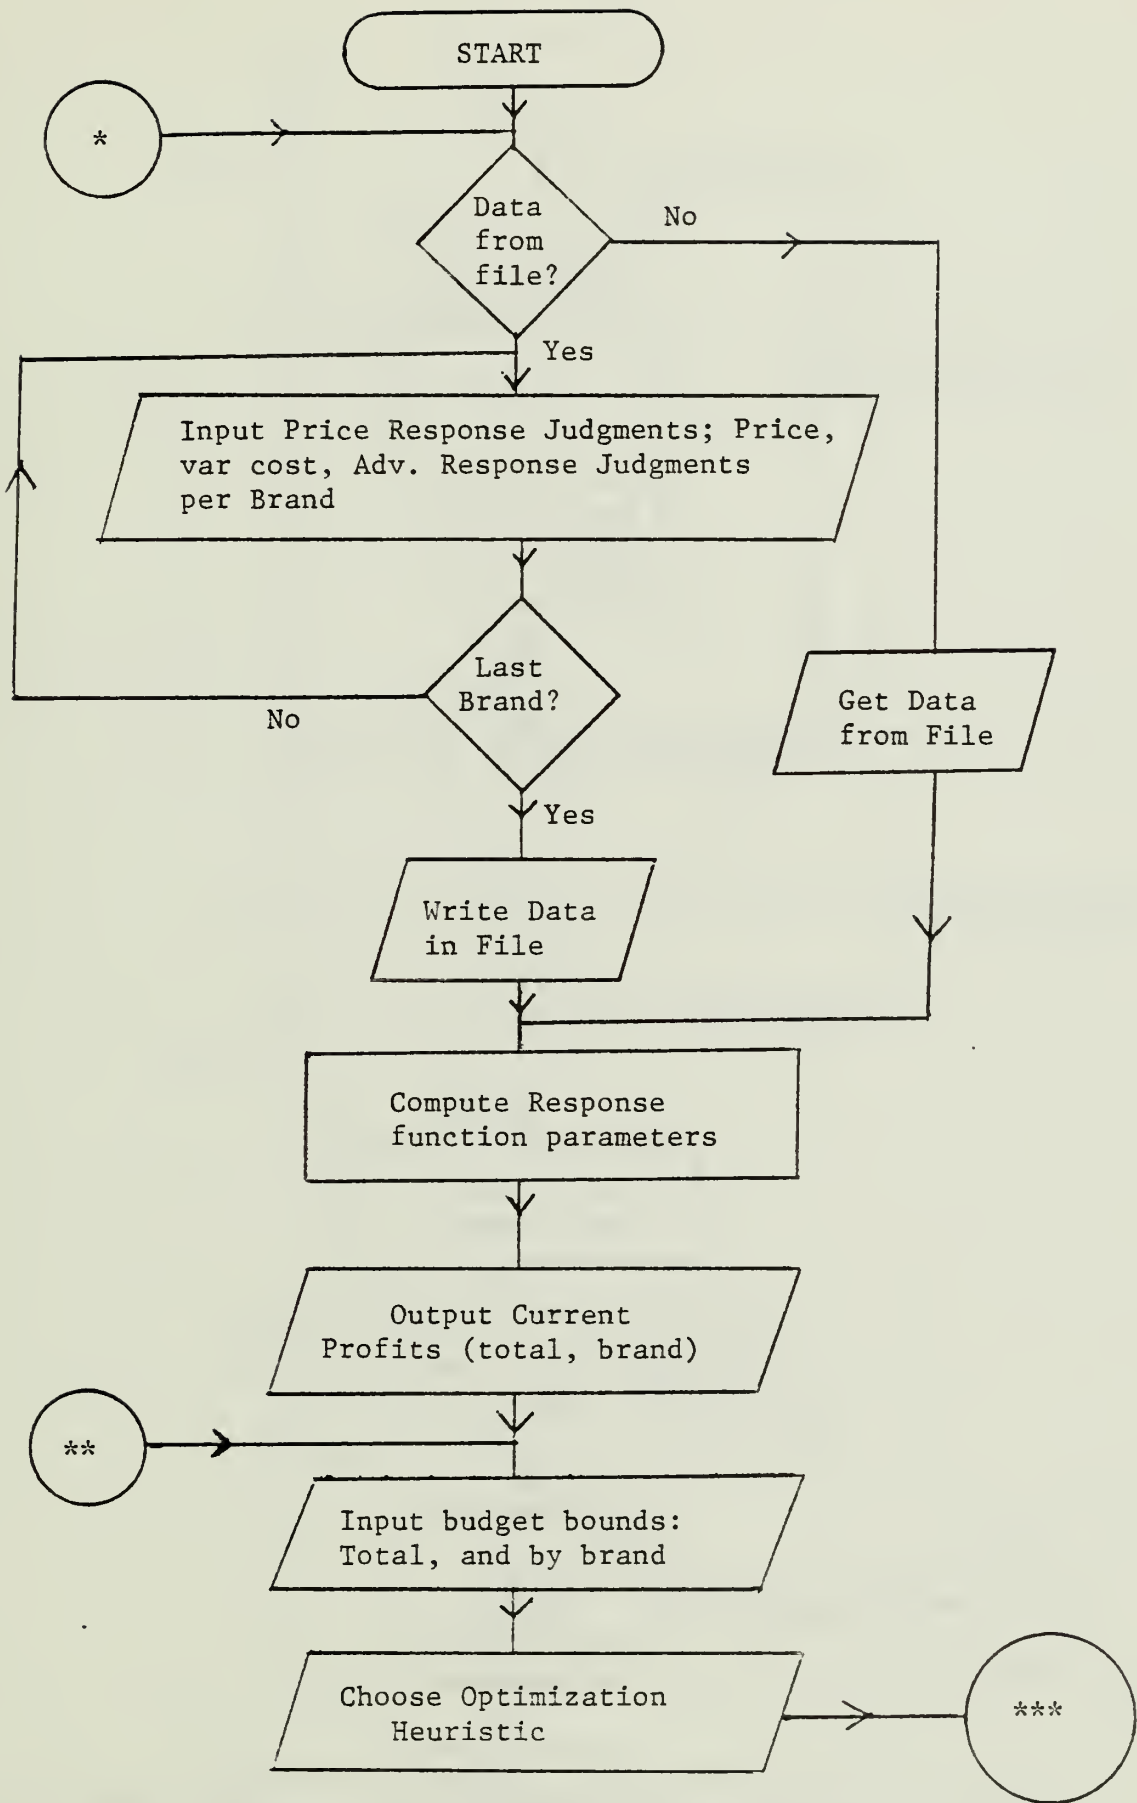 START
*
Data
from
file?
No
Yes
Input Price Response Judgments; Price,
var cost, Adv. Response Judgments
per Brand
Last
Brand?
No
Get Data
from File
Yes
Write Data
in File
Compute Response
function parameters
Output Current
Profits (total, brand)
**
Input budget bounds:
Total, and by brand
Choose Optimization
Heuristic
***